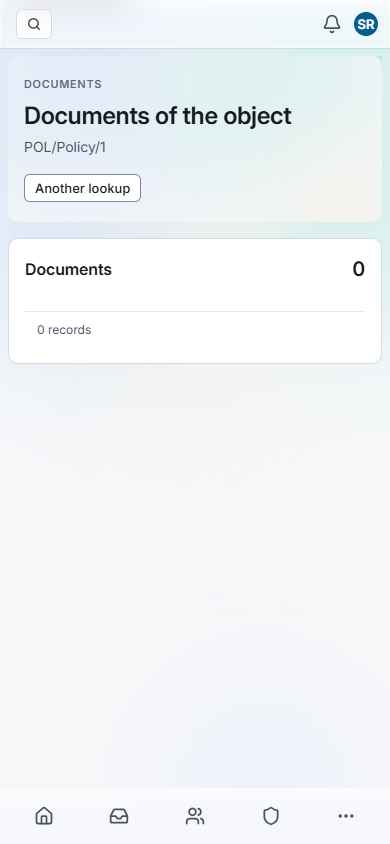 SR
DOCUMENTS
Documents of the object
POL/Policy/1
Another lookup
Documents
0
0 records